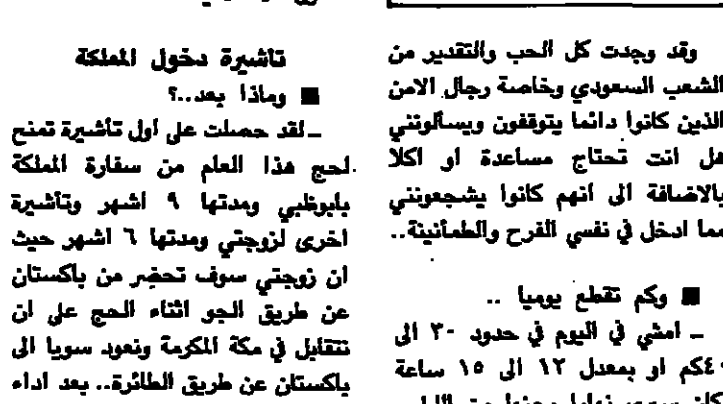 وقد وجدت كل الحب والتقدير من
الشعب السعودي وخاصة رجال الامن
الذين كانوا دائما يتوقفون ويسألونني
هل انت تحتاج مساعدة او اكلا
بالاضافة الى انهم كانوا يشجعونني
مما ادخل في نفسي الفرح والطمأنينة..
■ وكم تقطع يوميا ..
ـ امشي في اليوم في حدود ٣٠ الى
٤٠كم او بمعدل ١٢ الى ١٥ ساعة
تأشيرة دخول المملكة
■ وماذا بعد..؟
ـ لقد حصلت على اول تأشيرة تمنح
لحج هذا العام من سفارة المملكة
بابوظبي ومدتها ٩ اشهر وتأشيرة
اخرى لزوجتي ومدتها ٦ اشهر حيث
ان زوجتي سوف تحضر من باكستان
عن طريق الجو اثناء الحج على ان
نتقابل في مكة المكرمة ونعود سويا الى
باكستان عن طريق الطائرة.. بعد اداء